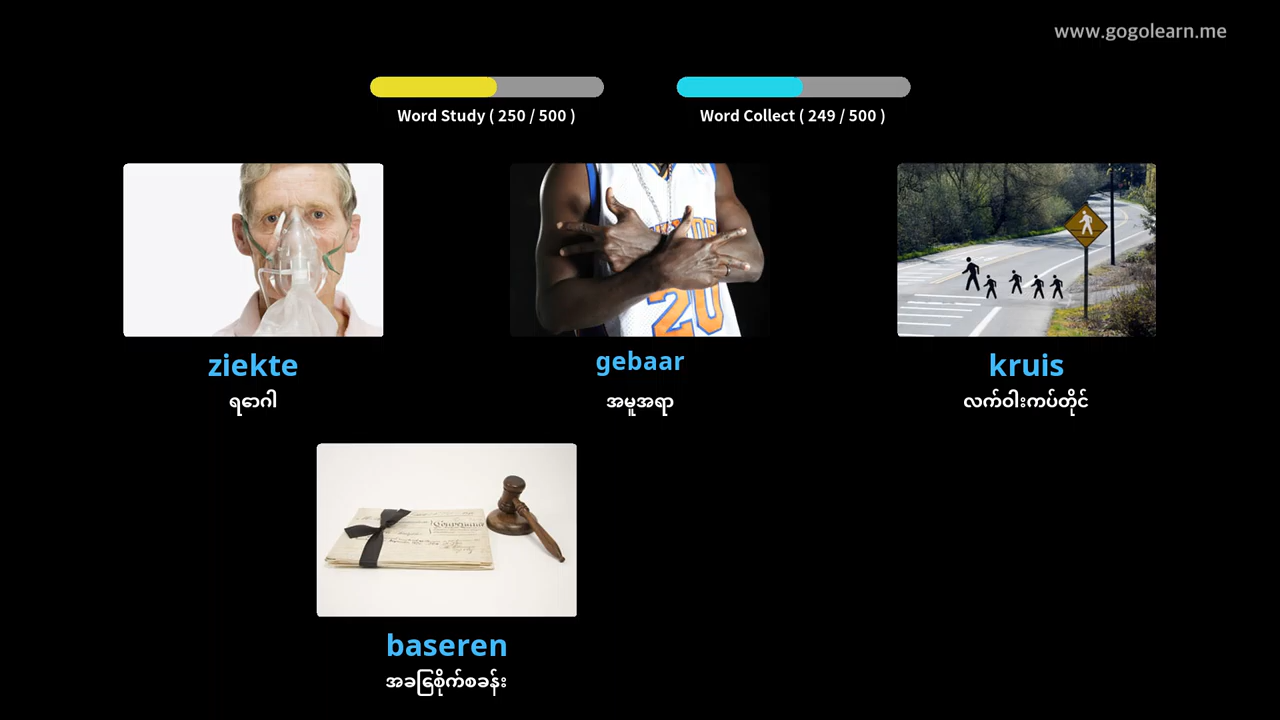 www.gogolearn.me
Word Study ( 250 / 500 )
Word Collect ( 249 / 500 )
20
ziekte
ရောဂါ
gebaar
အမူအရာ
kruis
လက်ဝါးကပ်တိုင်
baseren
အခြေစိုက်စခန်း